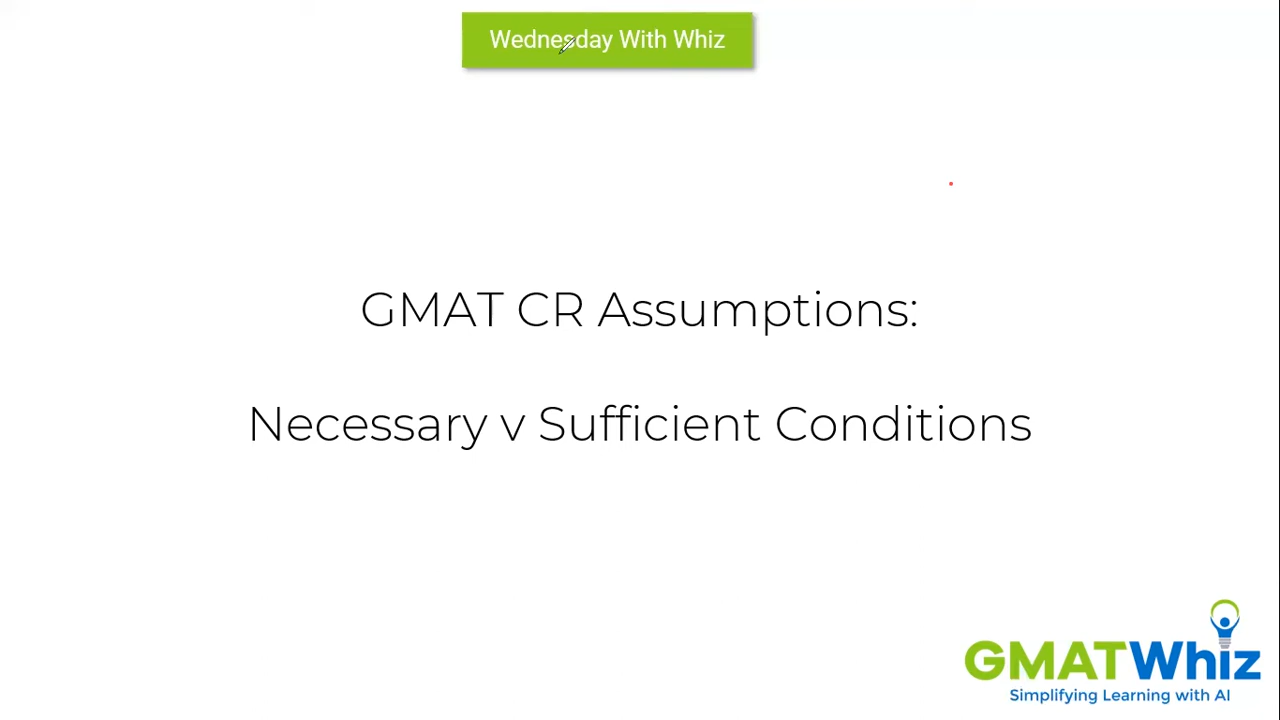 Wednesday With Whiz
GMAT CR Assumptions:
Necessary v Sufficient Conditions
GMATWhiz
Simplifying Learning with AI